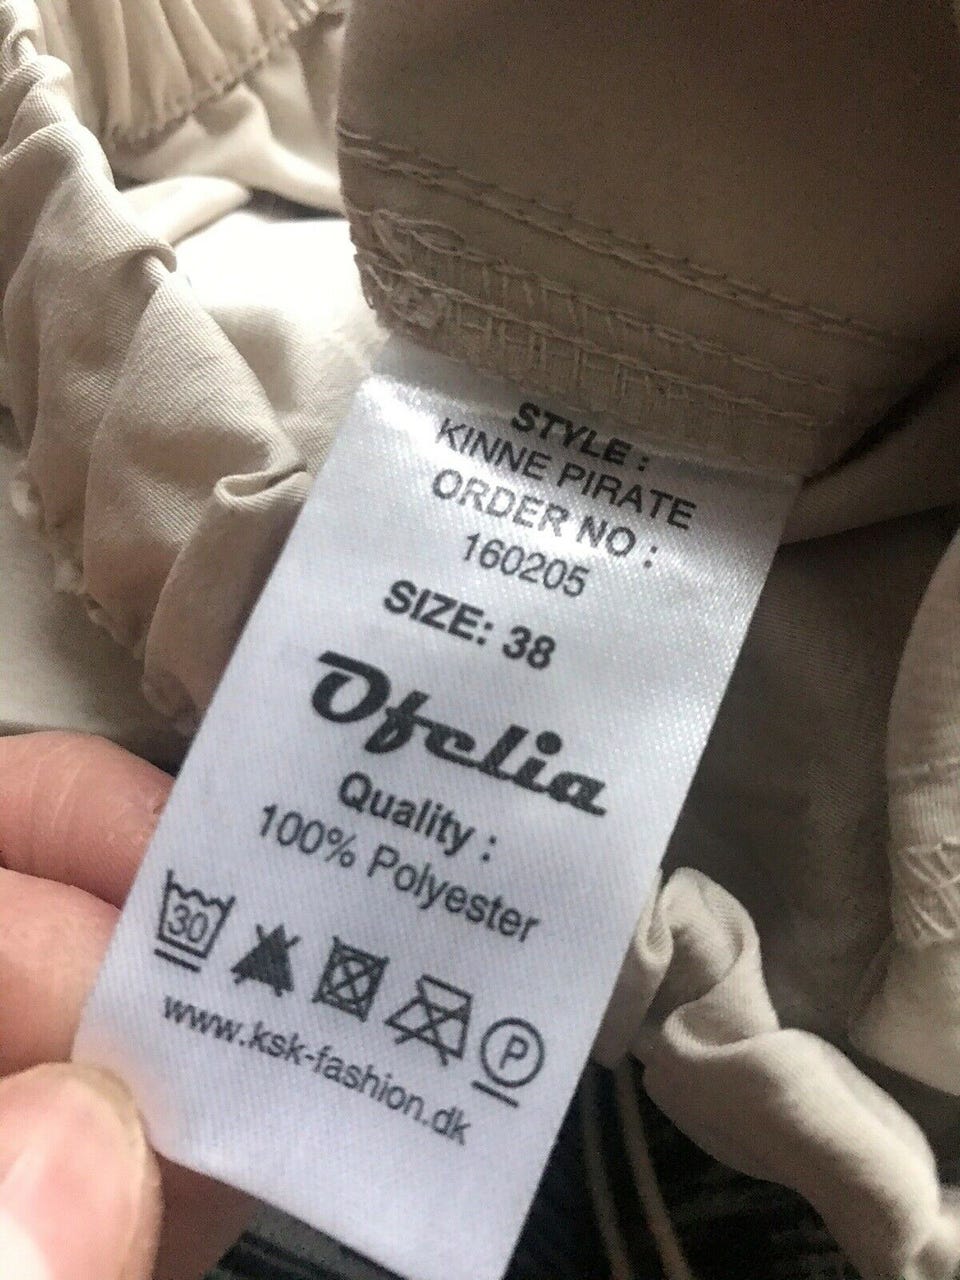 STYLE :
KINNE PIRATE
ORDER NO :
160205
SIZE: 38
Ofelia
Quality :
100% Polyester
30
P
www.ksk-fashion.dk